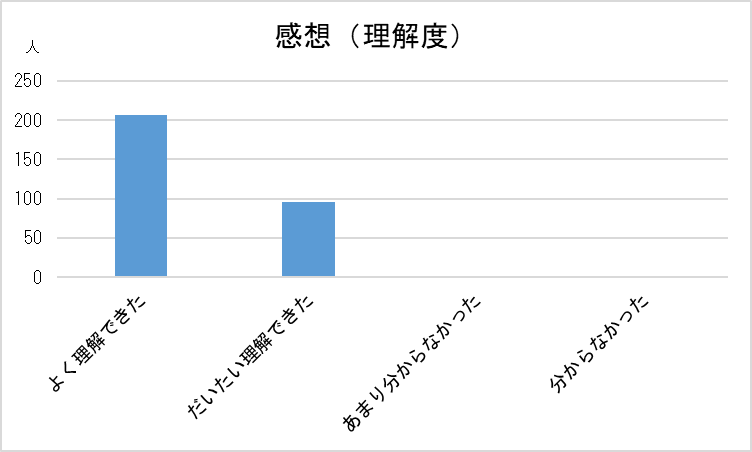 感想（理解度）
人
250
200
150
100
50
0
よく理解できた
だいたい理解できた
あまり分からなかった
分からなかった